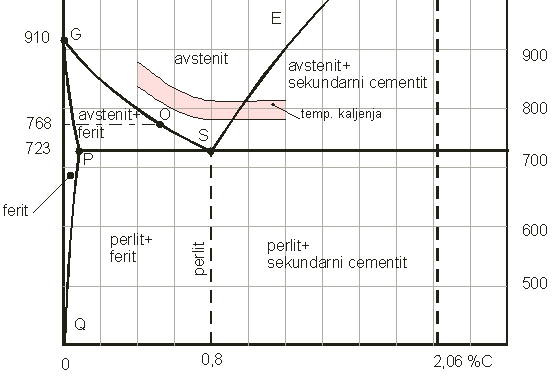 E
G
910
avstenit
avstenit+
sekundarni cementit
900
800
temp. kaljenja
avstenit+
ferit
O
768
S
723
P
700
ferit
perlit+
ferit
perlit
perlit+
sekundarni cementit
600
500
Q
0
0,8
2,06 %C